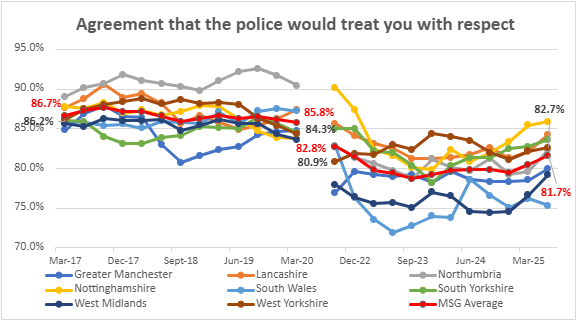 Agreement that the police would treat you with respect
95.0%
90.0%
85.0%
80.0%
75.0%
70.0%
86.7%
86.2%
85.8%
84.3%
82.8%
80.9%
82.7%
81.7%
Mar-17 Dec-17 Sept-18 Jun-19 Mar-20 Dec-22 Sept-23 Jun-24 Mar-25
Greater Manchester Lancashire Northumbria
Nottinghamshire South Wales South Yorkshire
West Midlands West Yorkshire MSG Average